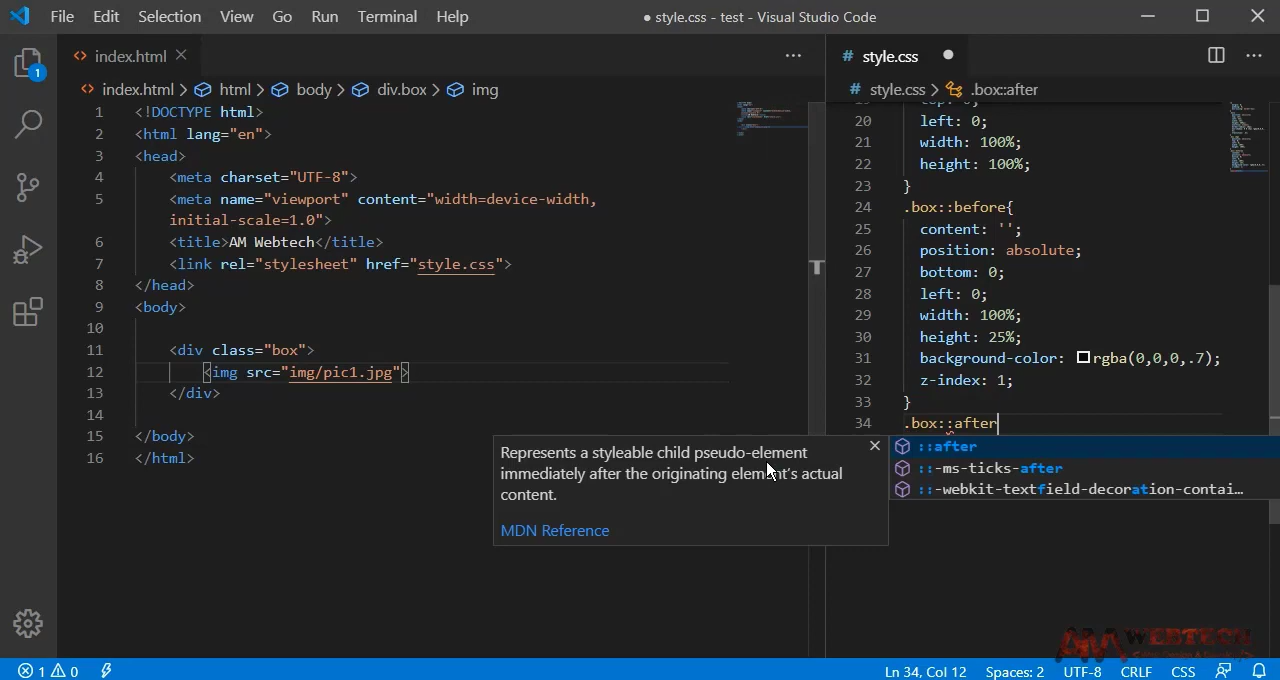 File Edit Selection View Go Run Terminal Help
● style.css - test - Visual Studio Code
index.html
# style.css
index.html > html > body > div.box > img
# style.css > .box::after
1 <!DOCTYPE html>
2 <html lang="en">
3 <head>
4 <meta charset="UTF-8">
5 <meta name="viewport" content="width=device-width,
initial-scale=1.0">
6 <title>AM Webtech</title>
7 <link rel="stylesheet" href="style.css">
8 </head>
9 <body>
10
11 <div class="box">
12 <img src="img/pic1.jpg">
13 </div>
14
15 </body>
16 </html>
20 left: 0;
21 width: 100%;
22 height: 100%;
23 }
24 .box::before{
25 content: '';
26 position: absolute;
27 bottom: 0;
28 left: 0;
29 width: 100%;
30 height: 25%;
31 background-color: rgba(0,0,0,.7);
32 z-index: 1;
33 }
34 .box::after
::after
::-ms-ticks-after
::-webkit-textfield-decoration-contai…
Represents a styleable child pseudo-element
immediately after the originating element's actual
content.
MDN Reference
1
AM WEBTECH
1 0
Ln 34, Col 12 Spaces: 2 UTF-8 CRLF CSS